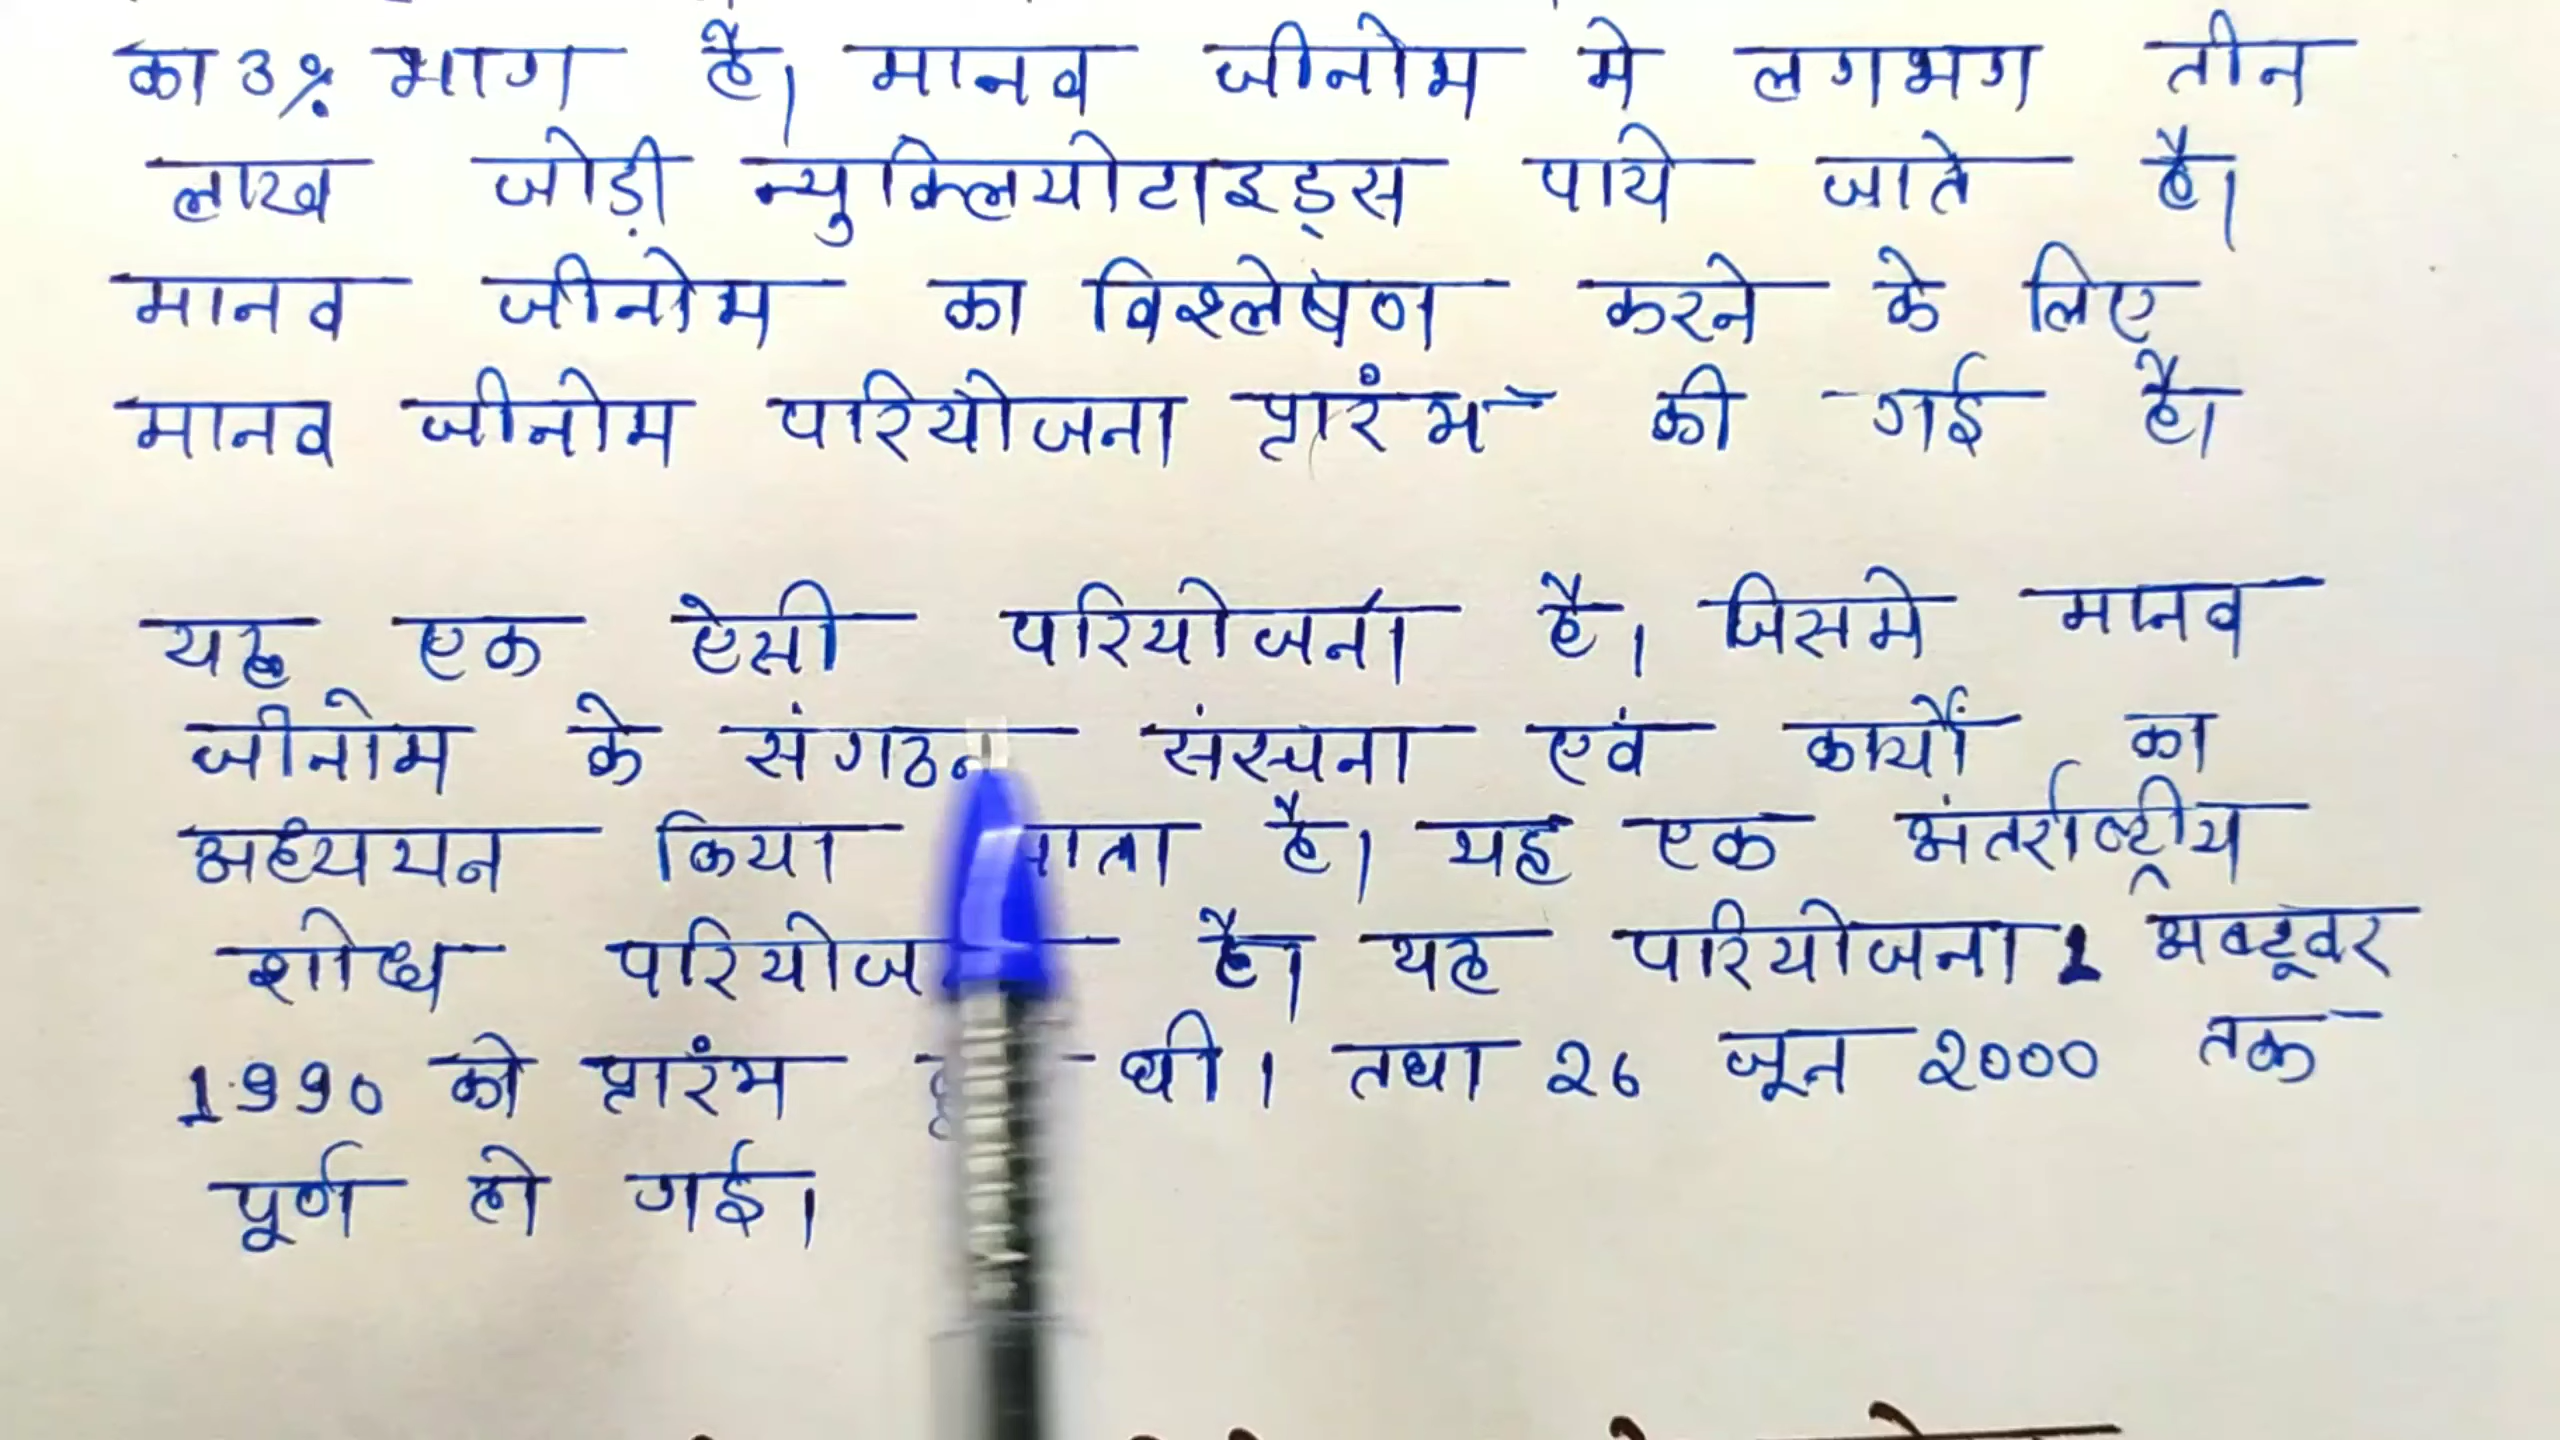 का 3% भाग है। मानव जीनोम मे लगभग तीन
लाख जोड़ी न्युक्लियोटाइड्स पाये जाते है।
मानव जीनोम का विश्लेषण करने के लिए
मानव जीनोम परियोजना प्रारंभ की गई है।
यह एक ऐसी परियोजना है। जिसमे मानव
जीनोम के संगठन संरचना एवं कार्यों का
अध्ययन किया है। यह एक अंतर्राष्ट्रीय
शोध है। यह परियोजना 1 अक्टूबर
1990 को प्रारंभ थी। तथा 26 जून 2000 तक
पूर्ण हो गई।